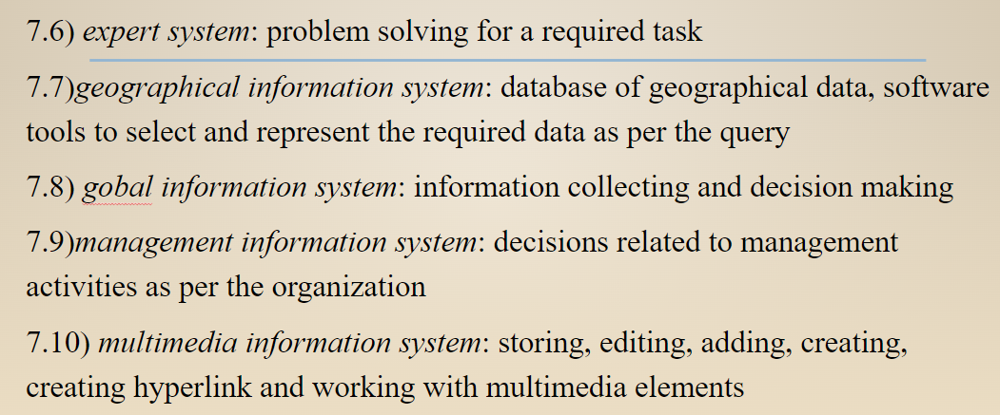 7.6) expert system: problem solving for a required task
7.7)geographical information system: database of geographical data, software
tools to select and represent the required data as per the query
7.8) gobal information system: information collecting and decision making
7.9)management information system: decisions related to management
activities as per the organization
7.10) multimedia information system: storing, editing, adding, creating,
creating hyperlink and working with multimedia elements